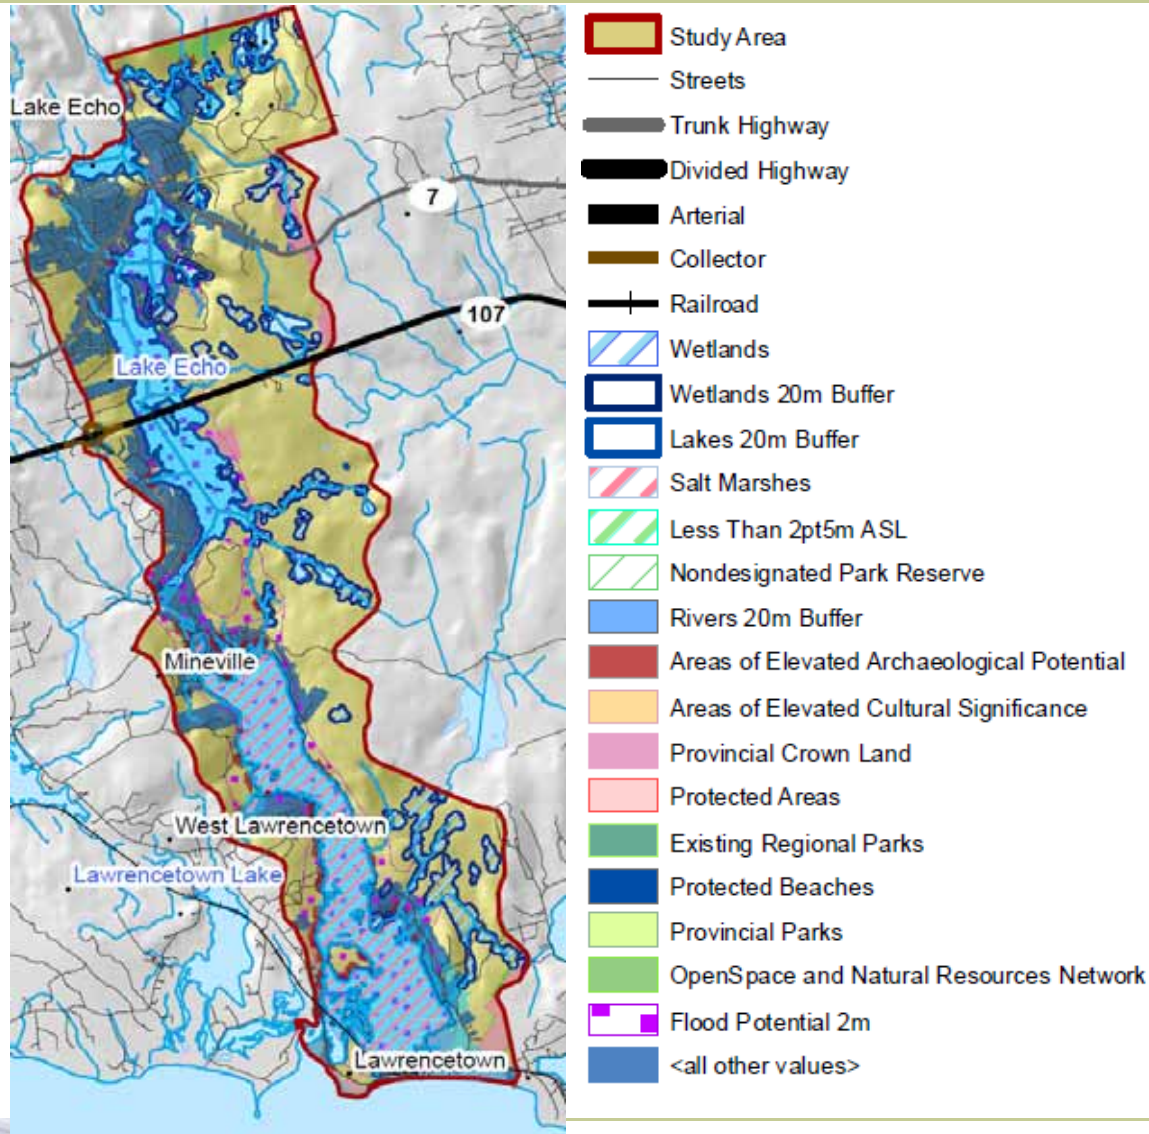 Lake Echo
7
107
Lake Echo
Mineville
West Lawrencetown
Lawrencetown Lake
Lawrencetown
Study Area
Streets
Trunk Highway
Divided Highway
Arterial
Collector
Railroad
Wetlands
Wetlands 20m Buffer
Lakes 20m Buffer
Salt Marshes
Less Than 2pt5m ASL
Nondesignated Park Reserve
Rivers 20m Buffer
Areas of Elevated Archaeological Potential
Areas of Elevated Cultural Significance
Provincial Crown Land
Protected Areas
Existing Regional Parks
Protected Beaches
Provincial Parks
OpenSpace and Natural Resources Network
Flood Potential 2m
<all other values>